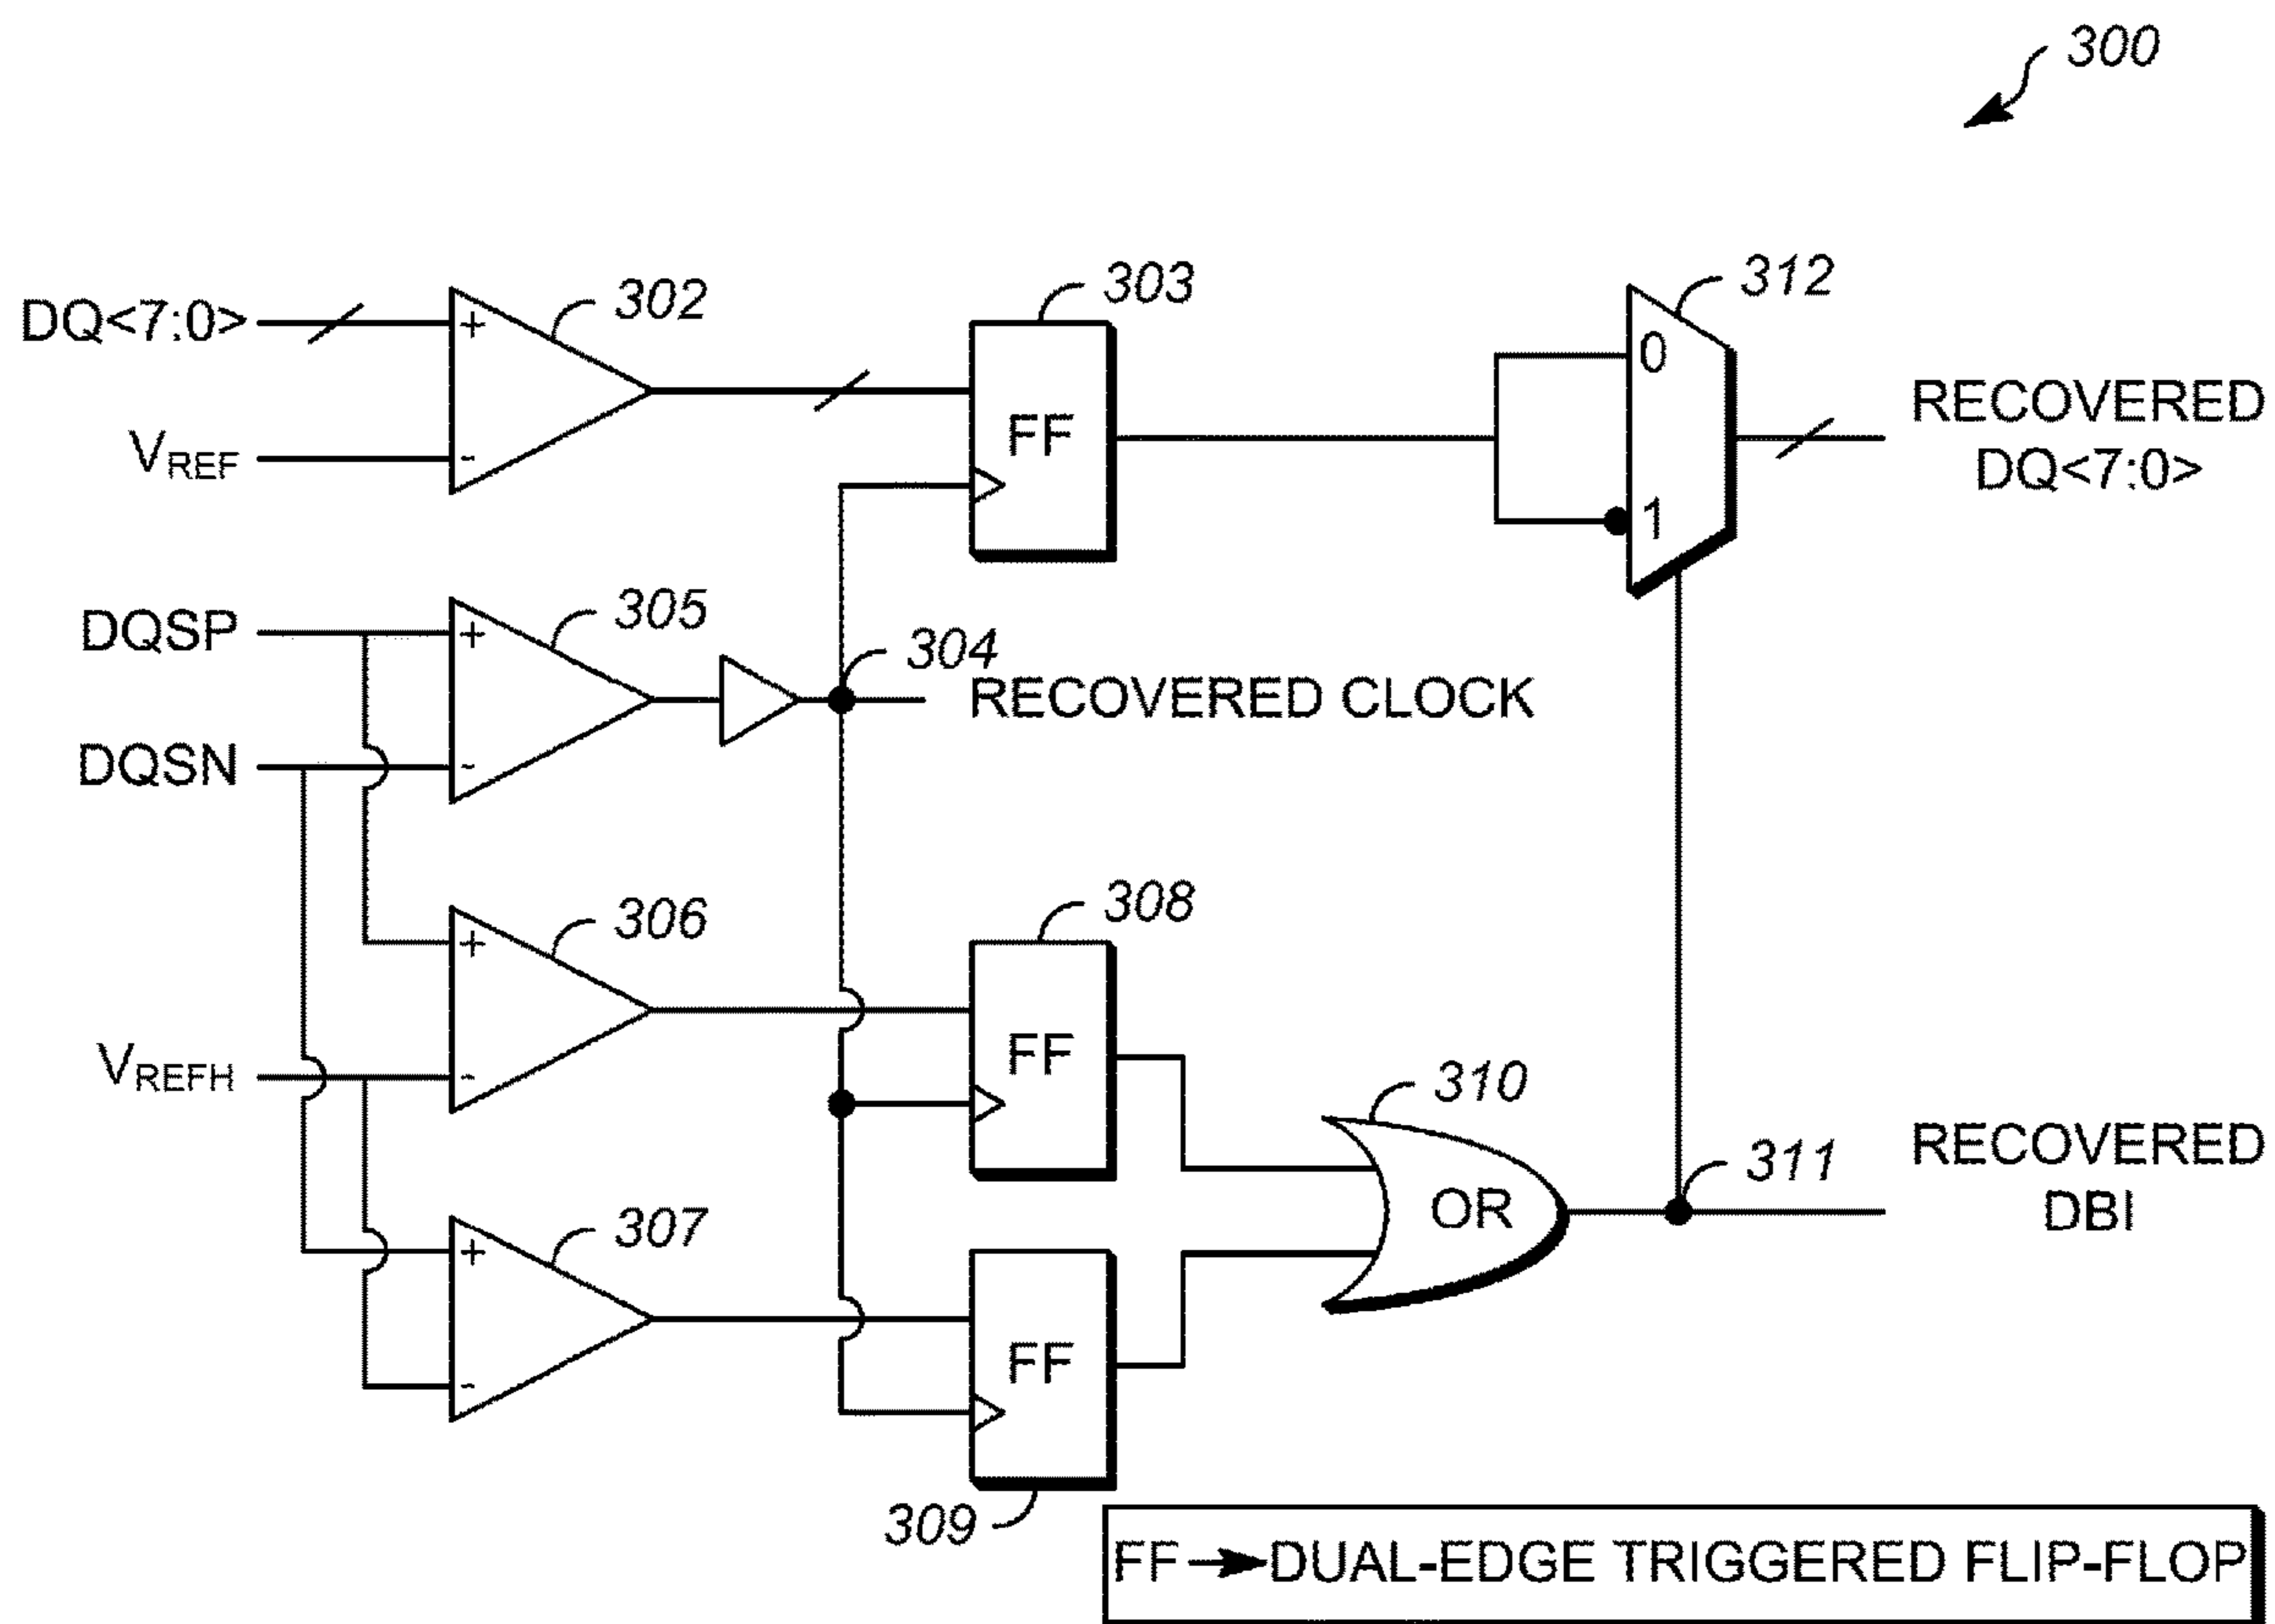 300
DQ<7:0>
+
302
VREF
-
303
FF
312
0
1
RECOVERED
DQ<7:0>
DQSP
+
305
DQSN
-
304
RECOVERED CLOCK
306
+
VREFH
-
308
FF
307
+
-
FF
309
310
OR
311
RECOVERED
DBI
FF → DUAL-EDGE TRIGGERED FLIP-FLOP